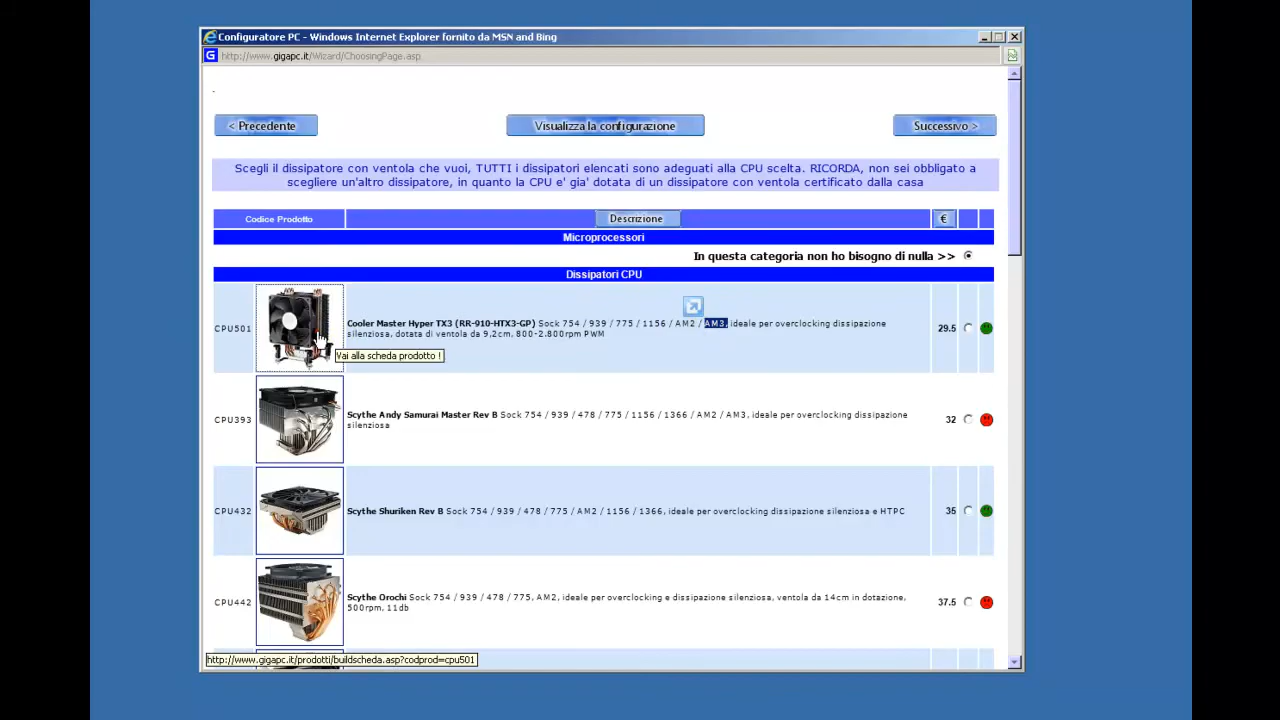 Configuratore PC - Windows Internet Explorer fornito da MSN and Bing
G http://www.gigapc.it/Wizard/ChoosingPage.asp
.
< Precedente
Visualizza la configurazione
Successivo >
Scegli il dissipatore con ventola che vuoi, TUTTI i dissipatori elencati sono adeguati alla CPU scelta. RICORDA, non sei obbligato a
scegliere un'altro dissipatore, in quanto la CPU e' gia' dotata di un dissipatore con ventola certificato dalla casa
Codice Prodotto Descrizione €
Microprocessori
In questa categoria non ho bisogno di nulla >>
Dissipatori CPU
CPU501 Cooler Master Hyper TX3 (RR-910-HTX3-GP) Sock 754 / 939 / 775 / 1156 / AM2 / AM3, ideale per overclocking dissipazione 29.5
silenziosa, dotata di ventola da 9,2cm, 800-2.800rpm PWM
Vai alla scheda prodotto !
CPU393 Scythe Andy Samurai Master Rev B Sock 754 / 939 / 478 / 775 / 1156 / 1366 / AM2 / AM3, ideale per overclocking dissipazione 32
silenziosa
CPU432 Scythe Shuriken Rev B Sock 754 / 939 / 478 / 775 / AM2 / 1156 / 1366, ideale per overclocking dissipazione silenziosa e HTPC 35
CPU442 Scythe Orochi Sock 754 / 939 / 478 / 775, AM2, ideale per overclocking e dissipazione silenziosa, ventola da 14cm in dotazione, 37.5
500rpm, 11db
http://www.gigapc.it/prodotti/buildscheda.asp?codprod=cpu501